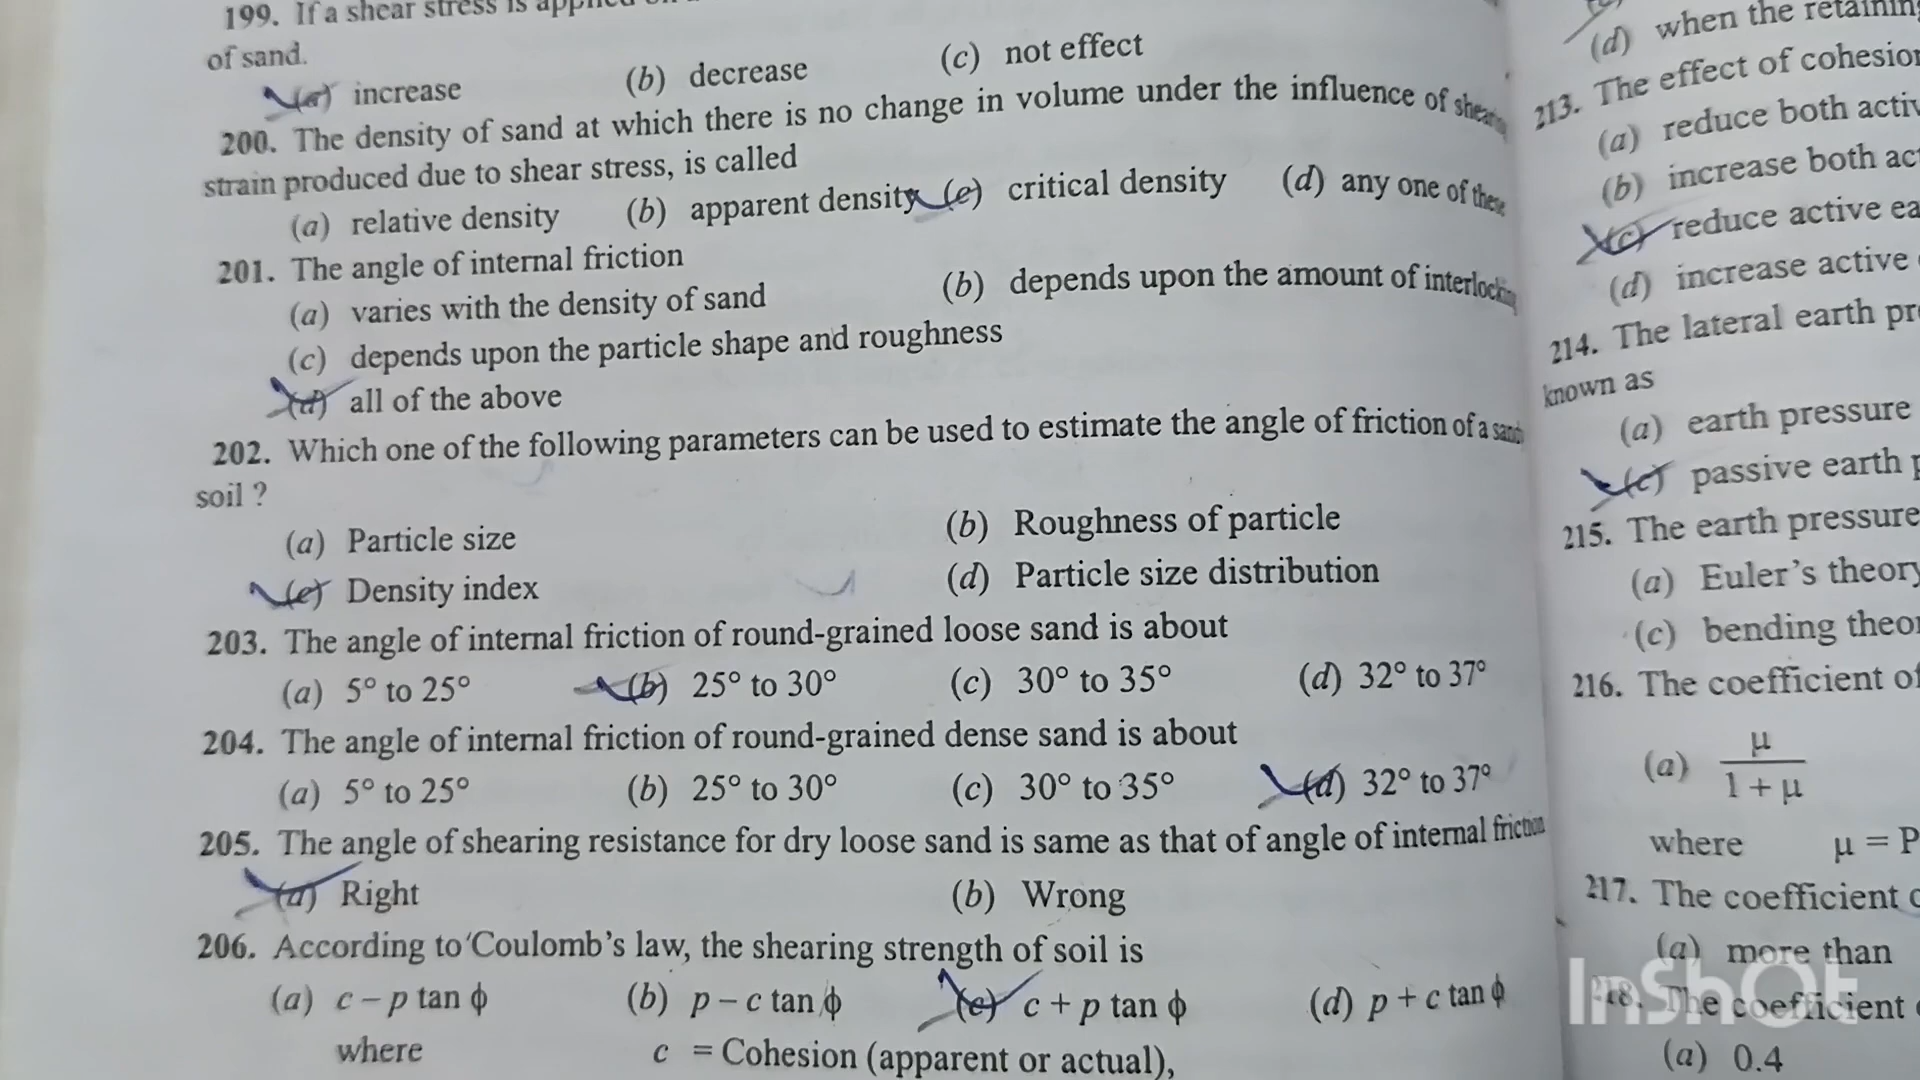 199. If a shear stress is
of sand.
(a) increase (b) decrease (c) not effect
200. The density of sand at which there is no change in volume under the influence of shearing
strain produced due to shear stress, is called
(a) relative density (b) apparent density (c) critical density (d) any one of these
201. The angle of internal friction
(a) varies with the density of sand (b) depends upon the amount of interlocking
(c) depends upon the particle shape and roughness
(d) all of the above
202. Which one of the following parameters can be used to estimate the angle of friction of a sandy
soil ?
(a) Particle size (b) Roughness of particle
(c) Density index (d) Particle size distribution
203. The angle of internal friction of round-grained loose sand is about
(a) 5° to 25° (b) 25° to 30° (c) 30° to 35° (d) 32° to 37°
204. The angle of internal friction of round-grained dense sand is about
(a) 5° to 25° (b) 25° to 30° (c) 30° to 35° (d) 32° to 37°
205. The angle of shearing resistance for dry loose sand is same as that of angle of internal friction
(a) Right (b) Wrong
206. According to Coulomb's law, the shearing strength of soil is
(a) c – p tan ϕ (b) p – c tan ϕ (c) c + p tan ϕ (d) p + c tan ϕ
where c = Cohesion (apparent or actual),
(d) when the
213. The effect of
(a) reduce both
(b) increase both
(c) reduce active
(d) increase active
214. The lateral earth
known as
(a) earth pressure
(c) passive earth
215. The earth pressure
(a) Euler's theory
(c) bending
216. The coefficient of
(a) μ
1 + μ
where μ = P
217. The coefficient
(a) more than
218. The coefficient
(a) 0.4
InShOt